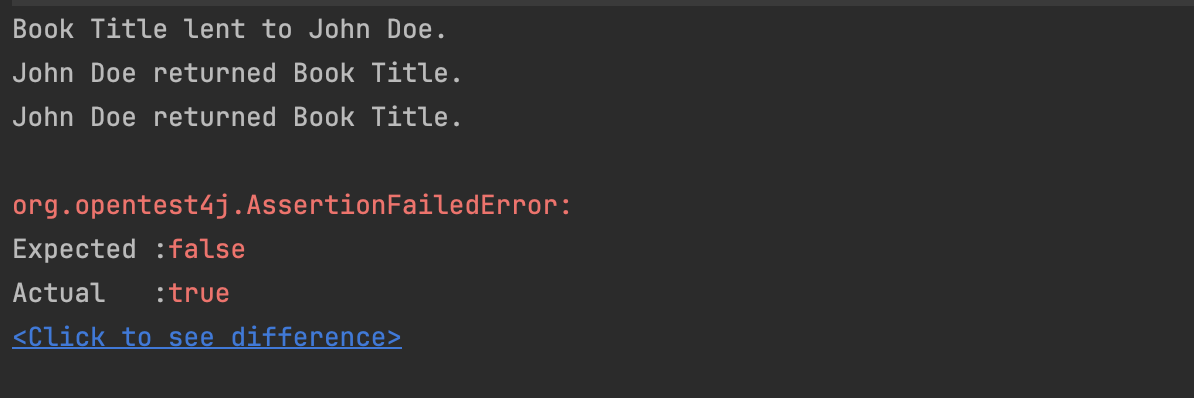 Book Title lent to John Doe.
John Doe returned Book Title.
John Doe returned Book Title.
org.opentest4j.AssertionFailedError:
Expected :false
Actual   :true
<Click to see difference>